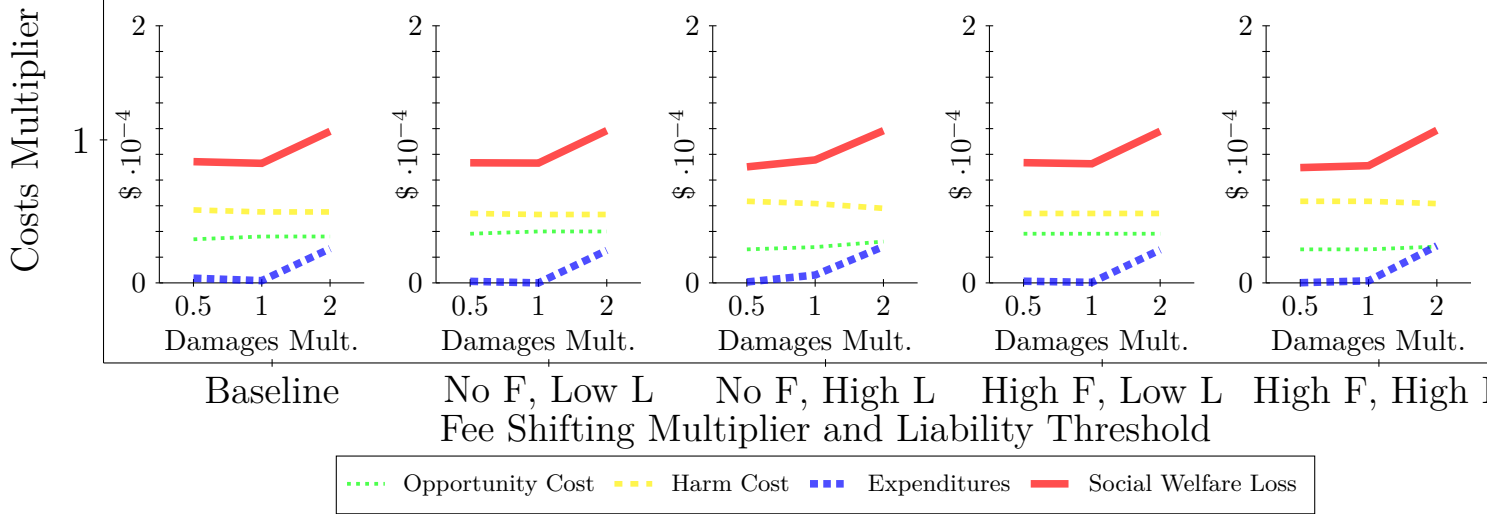 Costs Multiplier
1
2
0
$ ·10−4
0.5 1 2
Damages Mult.
2
0
$ ·10−4
0.5 1 2
Damages Mult.
2
0
$ ·10−4
0.5 1 2
Damages Mult.
2
0
$ ·10−4
0.5 1 2
Damages Mult.
2
0
$ ·10−4
0.5 1 2
Damages Mult.
Baseline
No F, Low L
No F, High L
High F, Low L
High F, High
Fee Shifting Multiplier and Liability Threshold
Opportunity Cost
Harm Cost
Expenditures
Social Welfare Loss